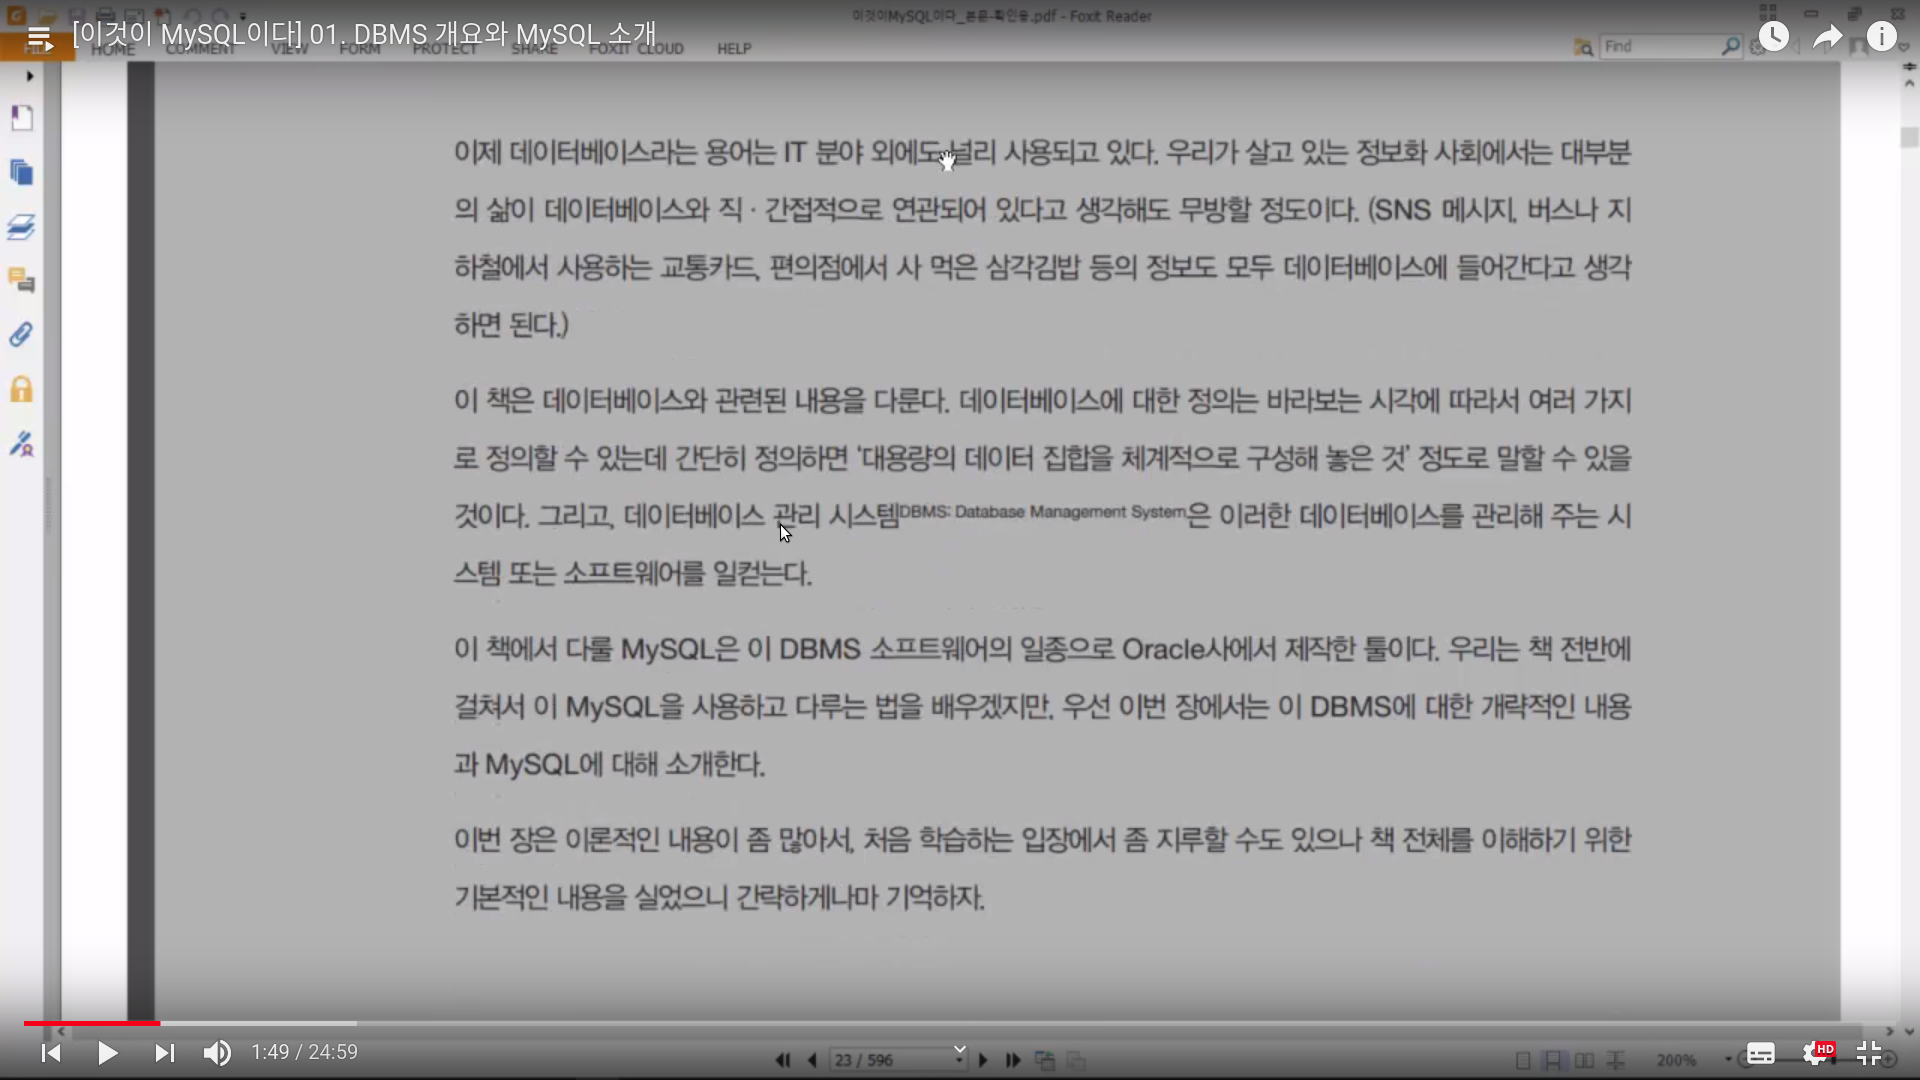 이것이MySQL이다_본문-확인용.pdf - Foxit Reader
[이것이 MySQL이다] 01. DBMS 개요와 MySQL 소개
HOME COMMENT VIEW FORM PROTECT SHARE FOXIT CLOUD HELP Find
이제 데이터베이스라는 용어는 IT 분야 외에도 널리 사용되고 있다. 우리가 살고 있는 정보화 사회에서는 대부분
의 삶이 데이터베이스와 직·간접적으로 연관되어 있다고 생각해도 무방할 정도이다. (SNS 메시지, 버스나 지
하철에서 사용하는 교통카드, 편의점에서 사 먹은 삼각김밥 등의 정보도 모두 데이터베이스에 들어간다고 생각
하면 된다.)
이 책은 데이터베이스와 관련된 내용을 다룬다. 데이터베이스에 대한 정의는 바라보는 시각에 따라서 여러 가지
로 정의할 수 있는데 간단히 정의하면 ‘대용량의 데이터 집합을 체계적으로 구성해 놓은 것’ 정도로 말할 수 있을
것이다. 그리고, 데이터베이스 관리 시스템DBMS: Database Management System은 이러한 데이터베이스를 관리해 주는 시
스템 또는 소프트웨어를 일컫는다.
이 책에서 다룰 MySQL은 이 DBMS 소프트웨어의 일종으로 Oracle사에서 제작한 툴이다. 우리는 책 전반에
걸쳐서 이 MySQL을 사용하고 다루는 법을 배우겠지만, 우선 이번 장에서는 이 DBMS에 대한 개략적인 내용
과 MySQL에 대해 소개한다.
이번 장은 이론적인 내용이 좀 많아서, 처음 학습하는 입장에서 좀 지루할 수도 있으나 책 전체를 이해하기 위한
기본적인 내용을 실었으니 간략하게나마 기억하자.
1:49 / 24:59
23 / 596
200%
HD